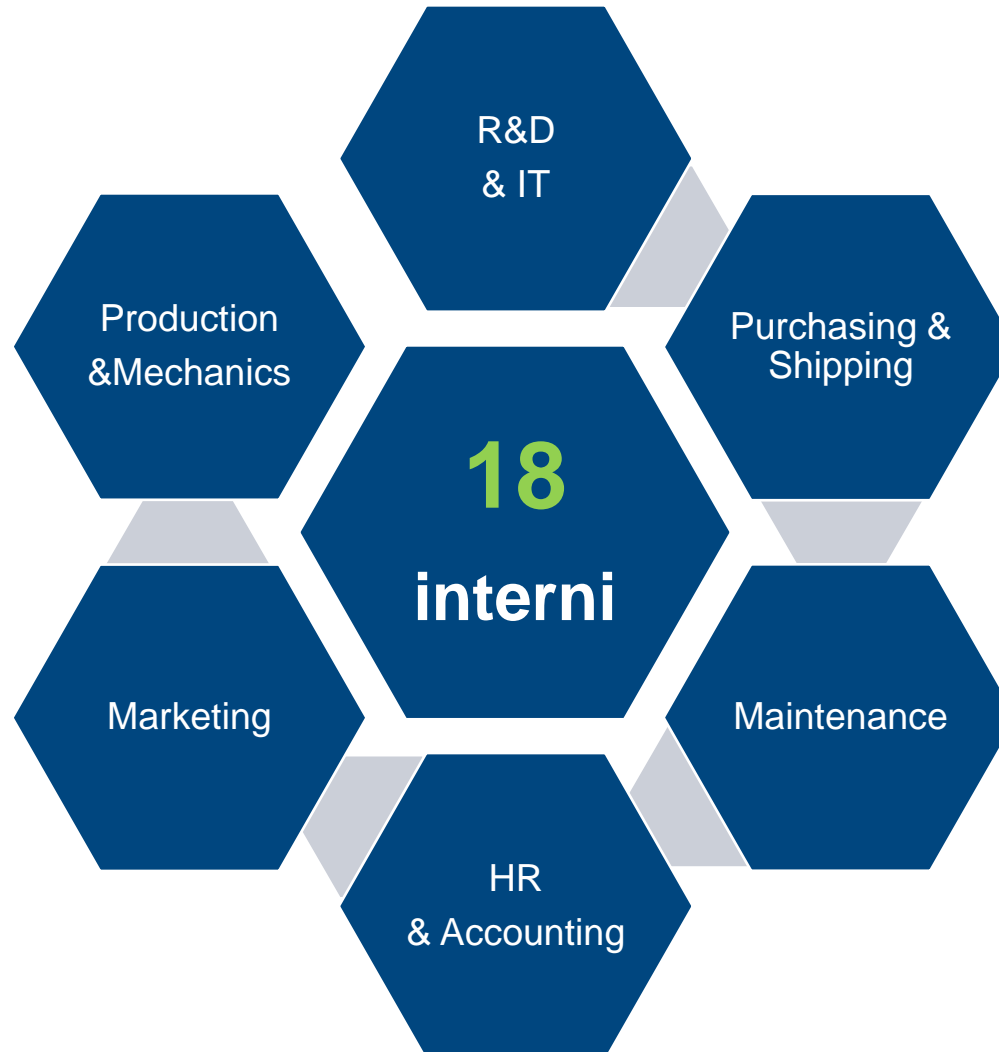 R&D
& IT
Production
&Mechanics
Purchasing &
Shipping
18
interni
Marketing
Maintenance
HR
& Accounting